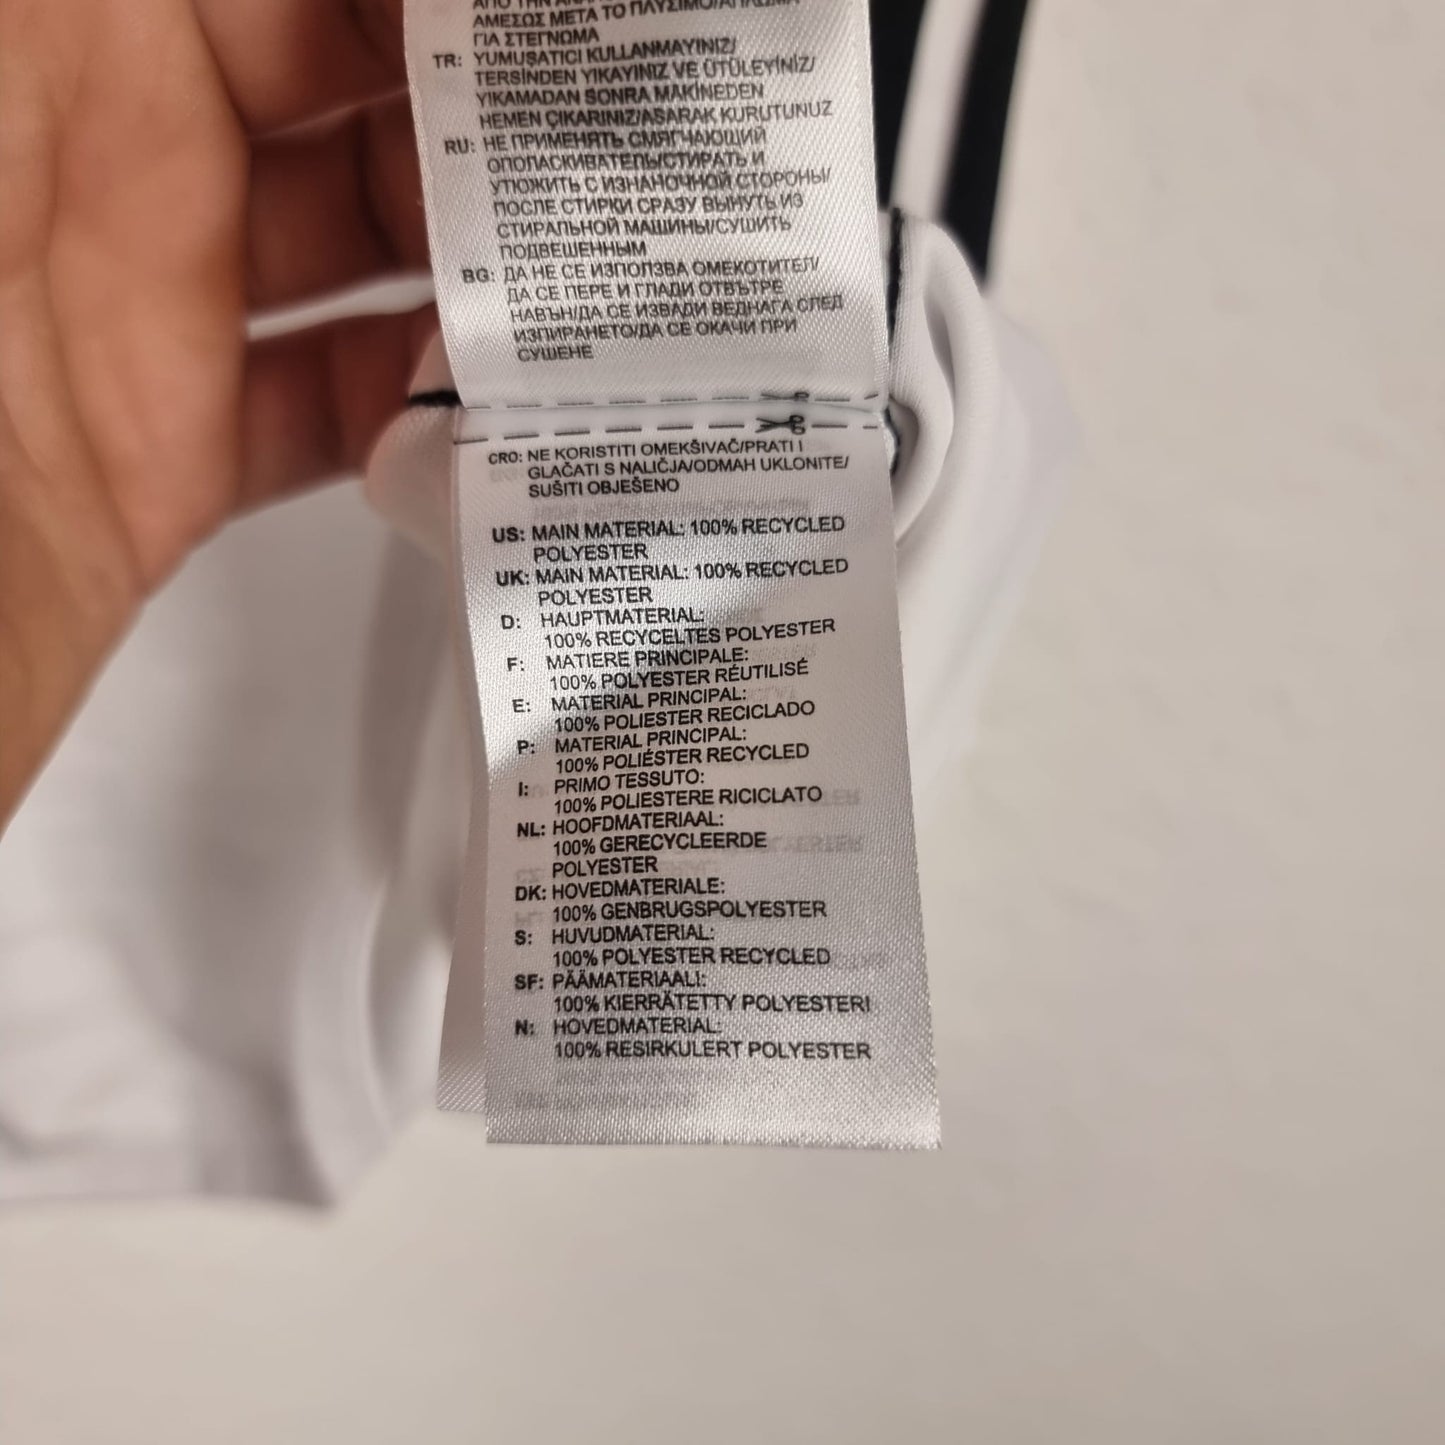 ΑΜΕΣΩΣ ΜΕΤΑ ΤΟ ΠΛΥΣΙΜΟ/ΑΠΛΩΜΑ
ΓΙΑ ΣΤΕΓΝΩΜΑ
TR: YUMUŞATICI KULLANMAYINIZ/
TERSİNDEN YIKAYINIZ VE ÜTÜLEYİNİZ/
YIKAMADAN SONRA MAKİNEDEN
HEMEN ÇIKARINIZ/ASARAK KURUTUNUZ
RU: НЕ ПРИМЕНЯТЬ СМЯГЧАЮЩИЙ
ОПОЛАСКИВАТЕЛЬ/СТИРАТЬ И
УТЮЖИТЬ С ИЗНАНОЧНОЙ СТОРОНЫ/
ПОСЛЕ СТИРКИ СРАЗУ ВЫНУТЬ ИЗ
СТИРАЛЬНОЙ МАШИНЫ/СУШИТЬ
ПОДВЕШЕННЫМ
BG: ДА НЕ СЕ ИЗПОЛЗВА ОМЕКОТИТЕЛ/
ДА СЕ ПЕРЕ И ГЛАДИ ОТВЪТРЕ
НАВЪН/ДА СЕ ИЗВАДИ ВЕДНАГА СЛЕД
ИЗПИРАНЕТО/ДА СЕ ОКАЧИ ПРИ
СУШЕНЕ
CRO: NE KORISTITI OMEKŠIVAČ/PRATI I
GLAČATI S NALIČJA/ODMAH UKLONITE/
SUŠITI OBJEŠENO
US: MAIN MATERIAL: 100% RECYCLED
POLYESTER
UK: MAIN MATERIAL: 100% RECYCLED
POLYESTER
D: HAUPTMATERIAL:
100% RECYCELTES POLYESTER
F: MATIERE PRINCIPALE:
100% POLYESTER RÉUTILISÉ
E: MATERIAL PRINCIPAL:
100% POLIESTER RECICLADO
P: MATERIAL PRINCIPAL:
100% POLIÉSTER RECYCLED
I: PRIMO TESSUTO:
100% POLIESTERE RICICLATO
NL: HOOFDMATERIAAL:
100% GERECYCLEERDE
POLYESTER
DK: HOVEDMATERIALE:
100% GENBRUGSPOLYESTER
S: HUVUDMATERIAL:
100% POLYESTER RECYCLED
SF: PÄÄMATERIAALI:
100% KIERRÄTETTY POLYESTERI
N: HOVEDMATERIAL:
100% RESIRKULERT POLYESTER